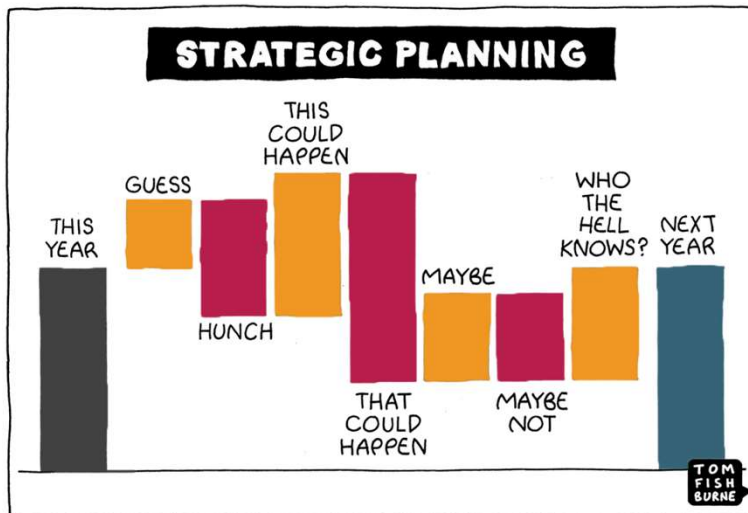 STRATEGIC PLANNING
THIS
YEAR
GUESS
HUNCH
THIS
COULD
HAPPEN
THAT
COULD
HAPPEN
MAYBE
MAYBE
NOT
WHO
THE
HELL
KNOWS?
NEXT
YEAR
TOM
FISH
BURNE